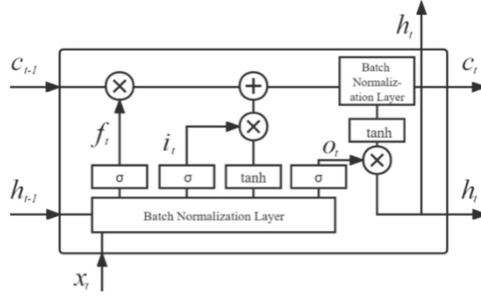 h_t
c_{t-1}
Batch
Normaliz-
ation Layer
c_t
f_t
i_t
tanh
o_t
σ
σ
tanh
σ
h_{t-1}
Batch Normalization Layer
h_t
x_t